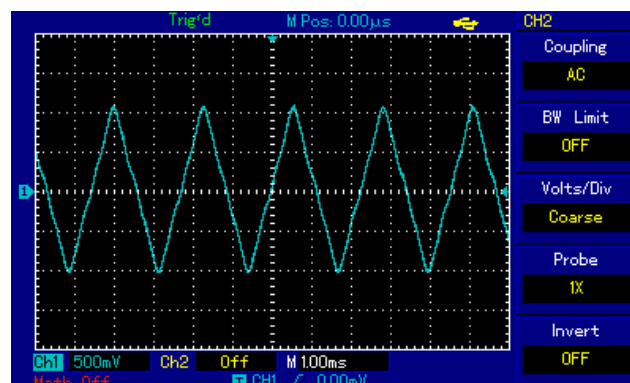 Trig'd M Pos: 0.00μs CH2
Coupling
AC
BW Limit
OFF
Volts/Div
Coarse
Probe
1X
Invert
OFF
1
Ch1 500mV Ch2 Off M 1.00ms
Math Off T CH1 0.00mV